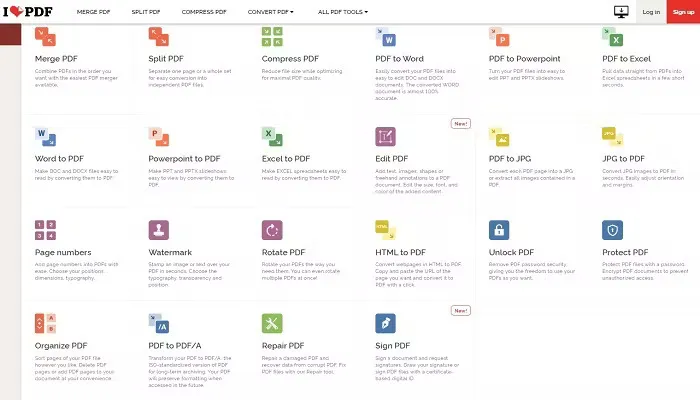 I PDF MERGE PDF SPLIT PDF COMPRESS PDF CONVERT PDF ALL PDF TOOLS Log in Sign up
Merge PDF
Combine PDFs in the order you
want with the easiest PDF merger
available.
Split PDF
Separate one page or a whole set
for easy conversion into
independent PDF files.
Compress PDF
Reduce file size while optimizing
for maximal PDF quality.
W
PDF to Word
Easily convert your PDF files into
easy to edit DOC and DOCX
documents. The converted WORD
document is almost 100%
accurate.
P
PDF to Powerpoint
Turn your PDF files into easy to
edit PPT and PPTX slideshows.
X
PDF to Excel
Pull data straight from PDFs into
Excel spreadsheets in a few short
seconds.
W
Word to PDF
Make DOC and DOCX files easy to
read by converting them to PDF.
P
Powerpoint to PDF
Make PPT and PPTX slideshows
easy to view by converting them to
PDF.
X
Excel to PDF
Make EXCEL spreadsheets easy to
read by converting them to PDF.
New!
Edit PDF
Add text, images, shapes or
freehand annotations to a PDF
document. Edit the size, font, and
color of the added content.
PDF to JPG
Convert each PDF page into a JPG
or extract all images contained in a
PDF.
JPG
JPG to PDF
Convert JPG images to PDF in
seconds. Easily adjust orientation
and margins.
1 2
3 4
Page numbers
Add page numbers into PDFs with
ease. Choose your positions,
dimensions, typography.
Watermark
Stamp an image or text over your
PDF in seconds. Choose the
typography, transparency and
position.
Rotate PDF
Rotate your PDFs the way you
need them. You can even rotate
multiple PDFs at once!
HTML
HTML to PDF
Convert webpages in HTML to PDF.
Copy and paste the URL of the
page you want and convert it to
PDF with a click.
Unlock PDF
Remove PDF password security,
giving you the freedom to use your
PDFs as you want.
Protect PDF
Protect PDF files with a password.
Encrypt PDF documents to prevent
unauthorized access.
A
B
Organize PDF
Sort pages of your PDF file
however you like. Delete PDF
pages or add PDF pages to your
document at your convenience.
/A
PDF to PDF/A
Transform your PDF to PDF/A, the
ISO-standardized version of PDF
for long-term archiving. Your PDF
will preserve formatting when
accessed in the future.
Repair PDF
Repair a damaged PDF and
recover data from corrupt PDF. Fix
PDF files with our Repair tool.
New!
Sign PDF
Sign a document and request
signatures. Draw your signature or
sign PDF files with a certificate-
based digital ID.